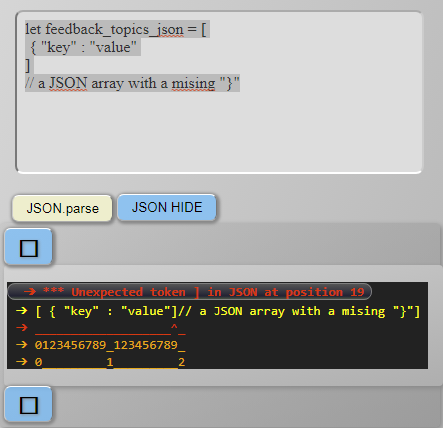 let feedback_topics_json = [
{ "key" : "value"
]
// a JSON array with a mising "}"
JSON.parse
JSON HIDE
➔ *** Unexpected token ] in JSON at position 19
➔ [ { "key" : "value"]// a JSON array with a mising "}"]
➔ ___________________^_
➔ 0123456789_123456789_
➔ 0_________1_________2